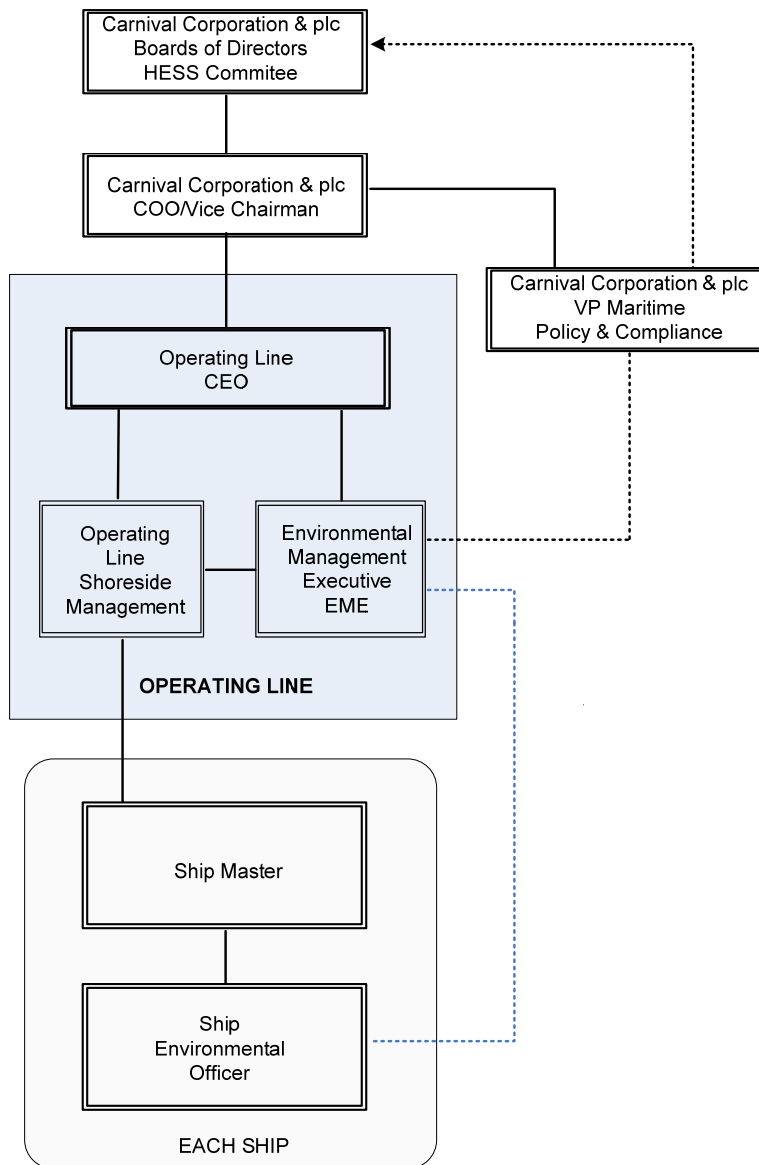 Carnival Corporation & plc
Boards of Directors
HESS Commitee
Carnival Corporation & plc
COO/Vice Chairman
Carnival Corporation & plc
VP Maritime
Policy & Compliance
Operating Line
CEO
Operating
Line
Shoreside
Management
Environmental
Management
Executive
EME
OPERATING LINE
Ship Master
Ship
Environmental
Officer
EACH SHIP